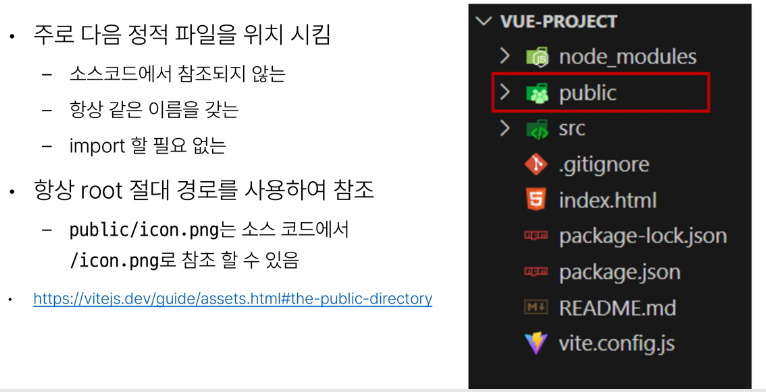 • 주로 다음 정적 파일을 위치 시킴
– 소스코드에서 참조되지 않는
– 항상 같은 이름을 갖는
– import 할 필요 없는
• 항상 root 절대 경로를 사용하여 참조
– public/icon.png는 소스 코드에서
/icon.png로 참조 할 수 있음
• https://vitejs.dev/guide/assets.html#the-public-directory
VUE-PROJECT
node_modules
public
src
.gitignore
index.html
package-lock.json
package.json
README.md
vite.config.js